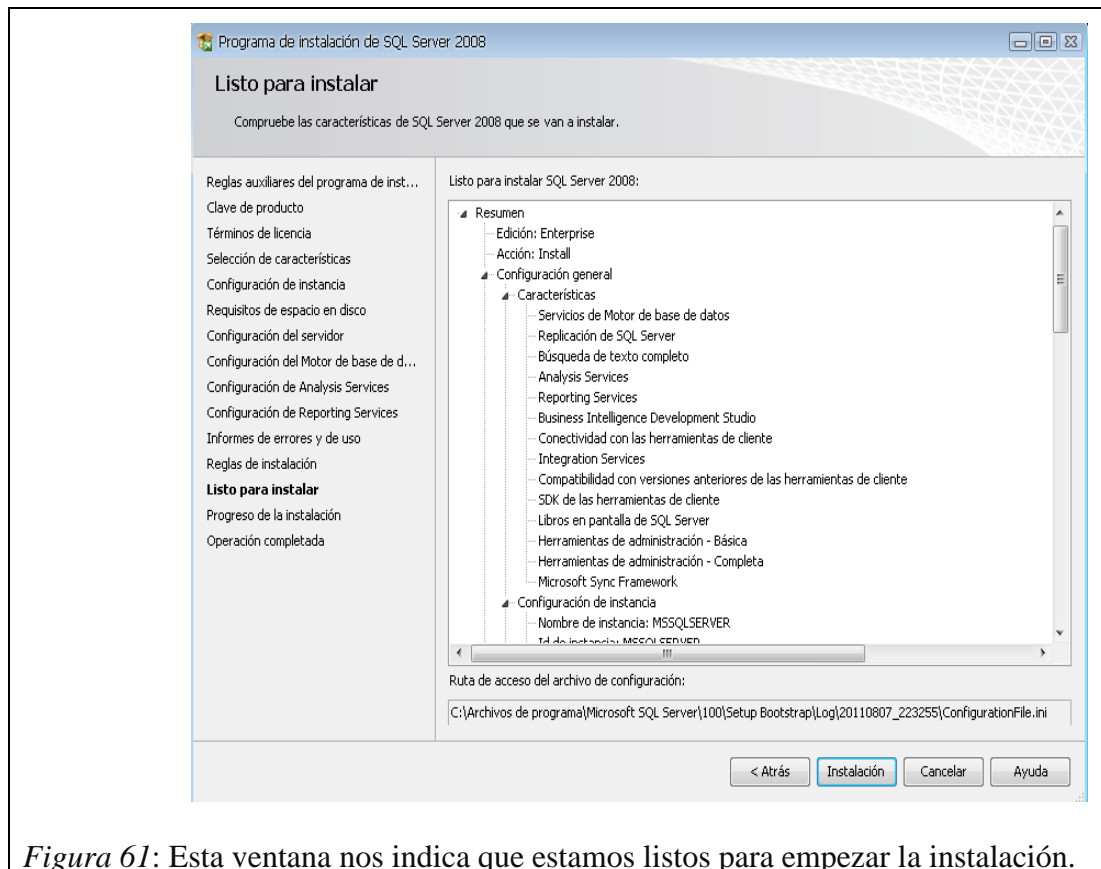 Programa de instalación de SQL Server 2008
Listo para instalar
Compruebe las características de SQL Server 2008 que se van a instalar.
Reglas auxiliares del programa de inst...
Clave de producto
Términos de licencia
Selección de características
Configuración de instancia
Requisitos de espacio en disco
Configuración del servidor
Configuración del Motor de base de d...
Configuración de Analysis Services
Configuración de Reporting Services
Informes de errores y de uso
Reglas de instalación
Listo para instalar
Progreso de la instalación
Operación completada
Listo para instalar SQL Server 2008:
Resumen
Edición: Enterprise
Acción: Install
Configuración general
Características
Servicios de Motor de base de datos
Replicación de SQL Server
Búsqueda de texto completo
Analysis Services
Reporting Services
Business Intelligence Development Studio
Conectividad con las herramientas de cliente
Integration Services
Compatibilidad con versiones anteriores de las herramientas de cliente
SDK de las herramientas de cliente
Libros en pantalla de SQL Server
Herramientas de administración - Básica
Herramientas de administración - Completa
Microsoft Sync Framework
Configuración de instancia
Nombre de instancia: MSSQLSERVER
Id de instancia: MSSQLSERVER
Ruta de acceso del archivo de configuración:
C:\Archivos de programa\Microsoft SQL Server\100\Setup Bootstrap\Log\20110807_223255\ConfigurationFile.ini
< Atrás
Instalación
Cancelar
Ayuda
Figura 61: Esta ventana nos indica que estamos listos para empezar la instalación.